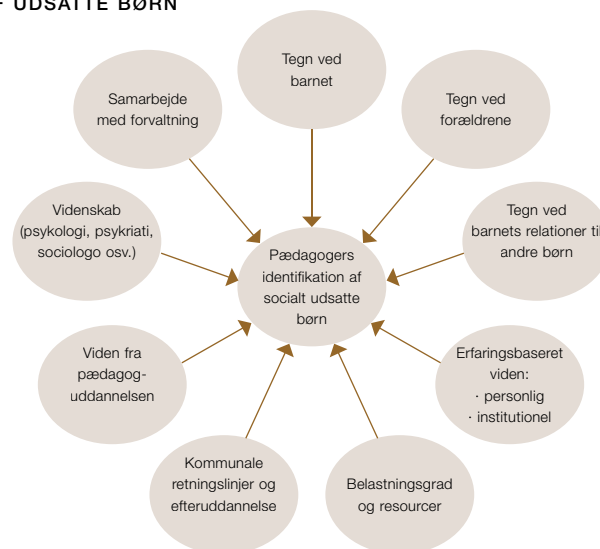 UDSATTE BØRN
Tegn ved
barnet
Samarbejde
med forvaltning
Tegn ved
forældrene
Videnskab
(psykologi, psykriati,
sociologo osv.)
Tegn ved
barnets relationer til
andre børn
Pædagogers
identifikation af
socialt udsatte
børn
Viden fra
pædagog-
uddannelsen
Erfaringsbaseret
viden:
· personlig
· institutionel
Kommunale
retningslinjer og
efteruddannelse
Belastningsgrad
og resourcer